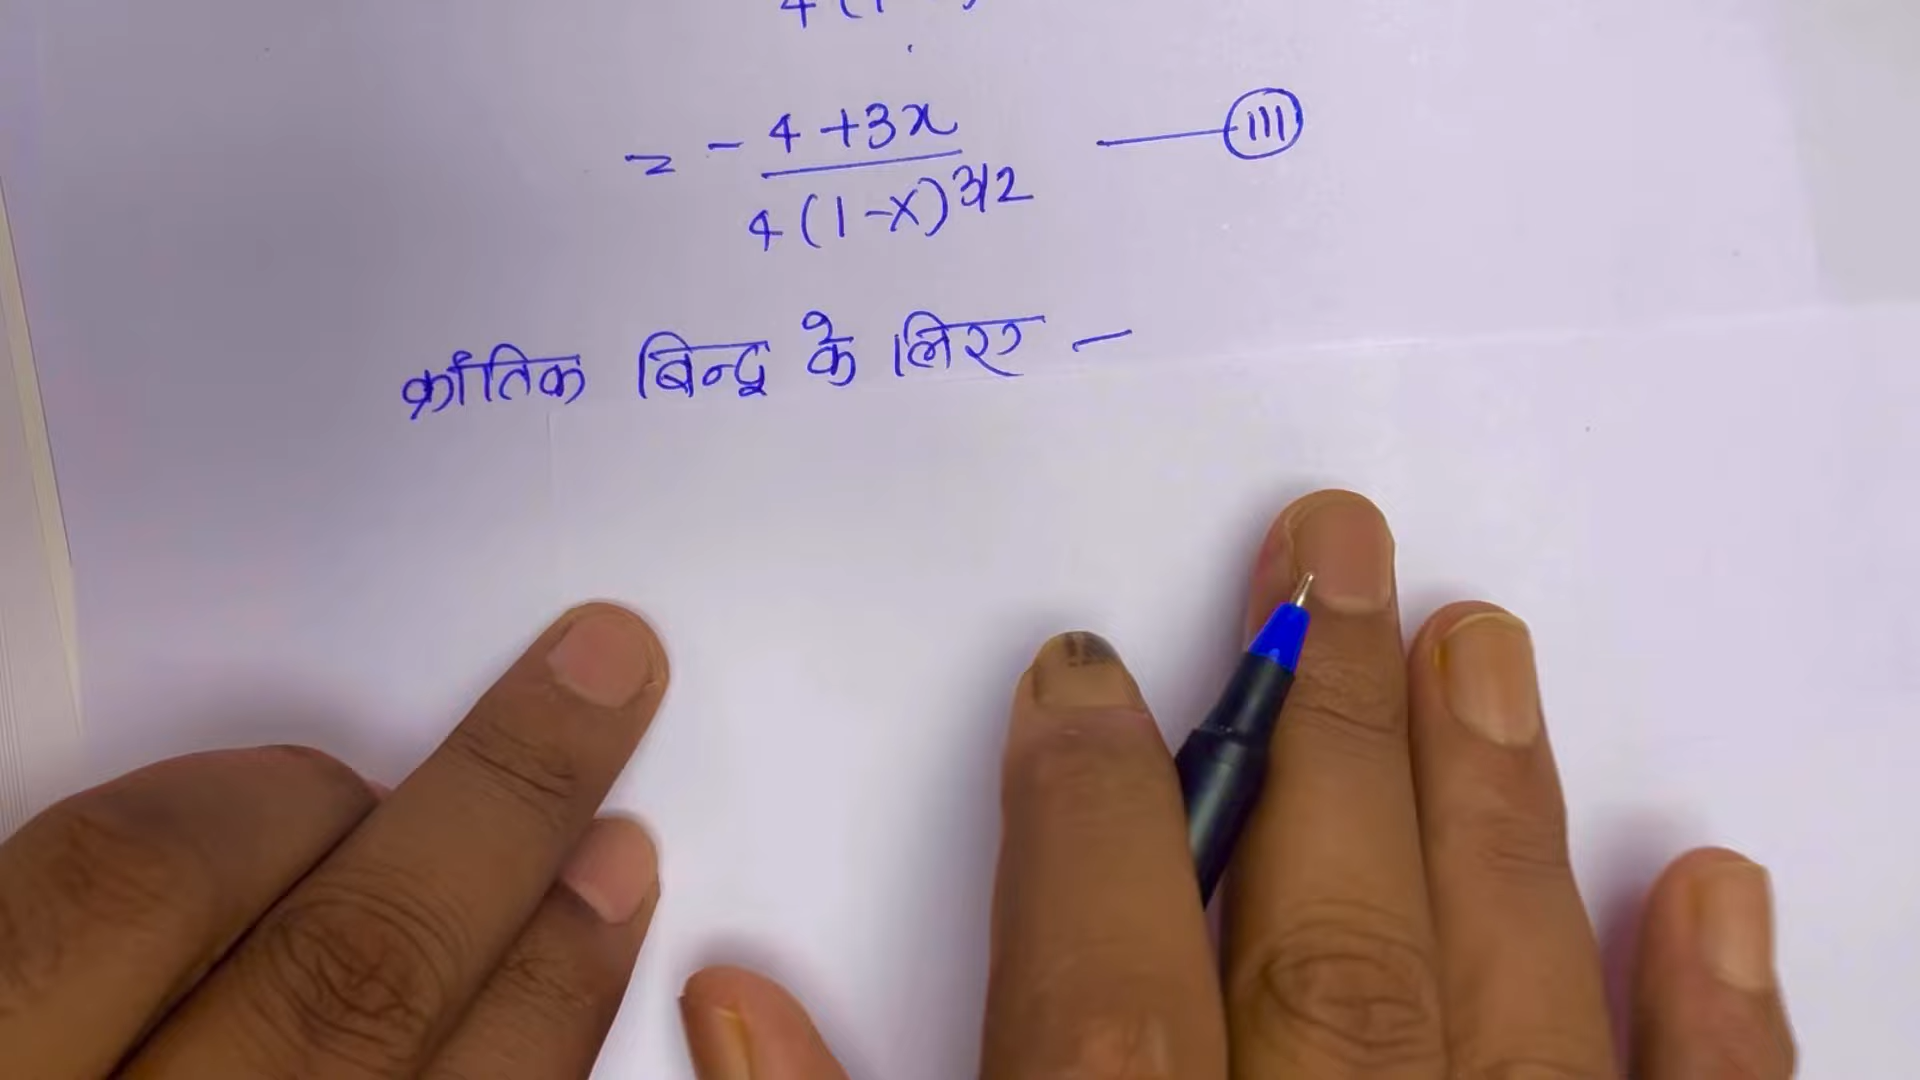 = - 4 + 3x / 4(1-x)^3/2 —(III)
क्रांतिक बिन्दू के लिए -